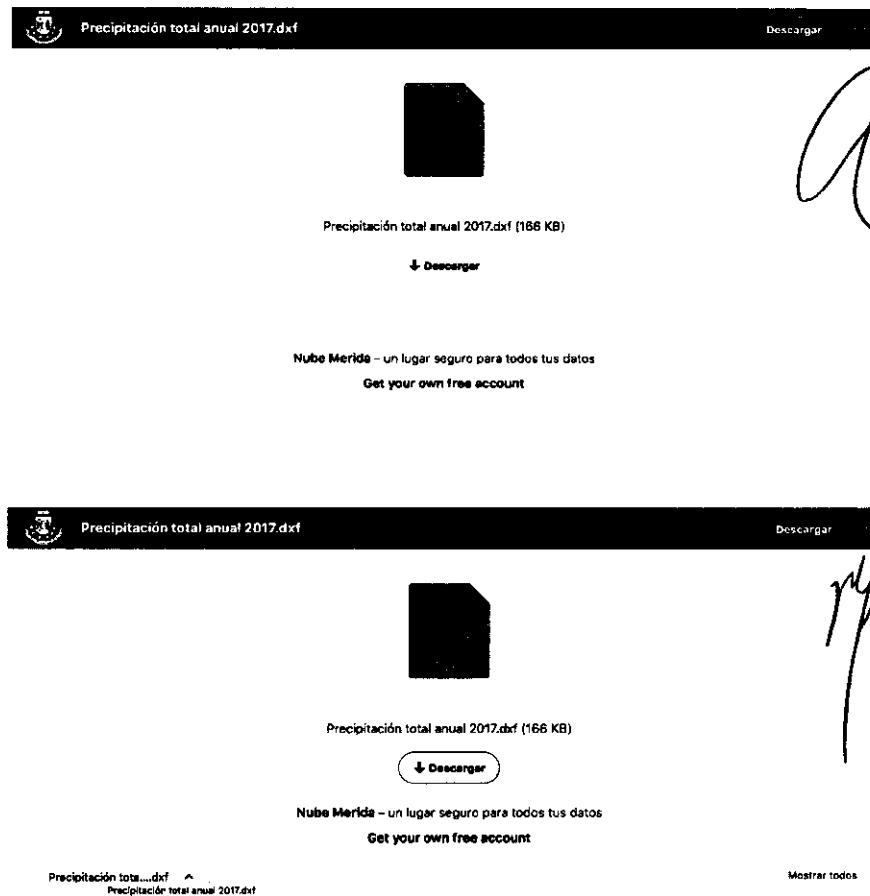 Precipitación total anual 2017.dxf Descargar
Precipitación total anual 2017.dxf (166 KB)
Descargar
Nube Merida – un lugar seguro para todos tus datos
Get your own free account
Precipitación total anual 2017.dxf Descargar
Precipitación total anual 2017.dxf (166 KB)
Descargar
Nube Merida – un lugar seguro para todos tus datos
Get your own free account
Precipitación tota....dxf Mostrar todos
Precipitación total anual 2017.dxf